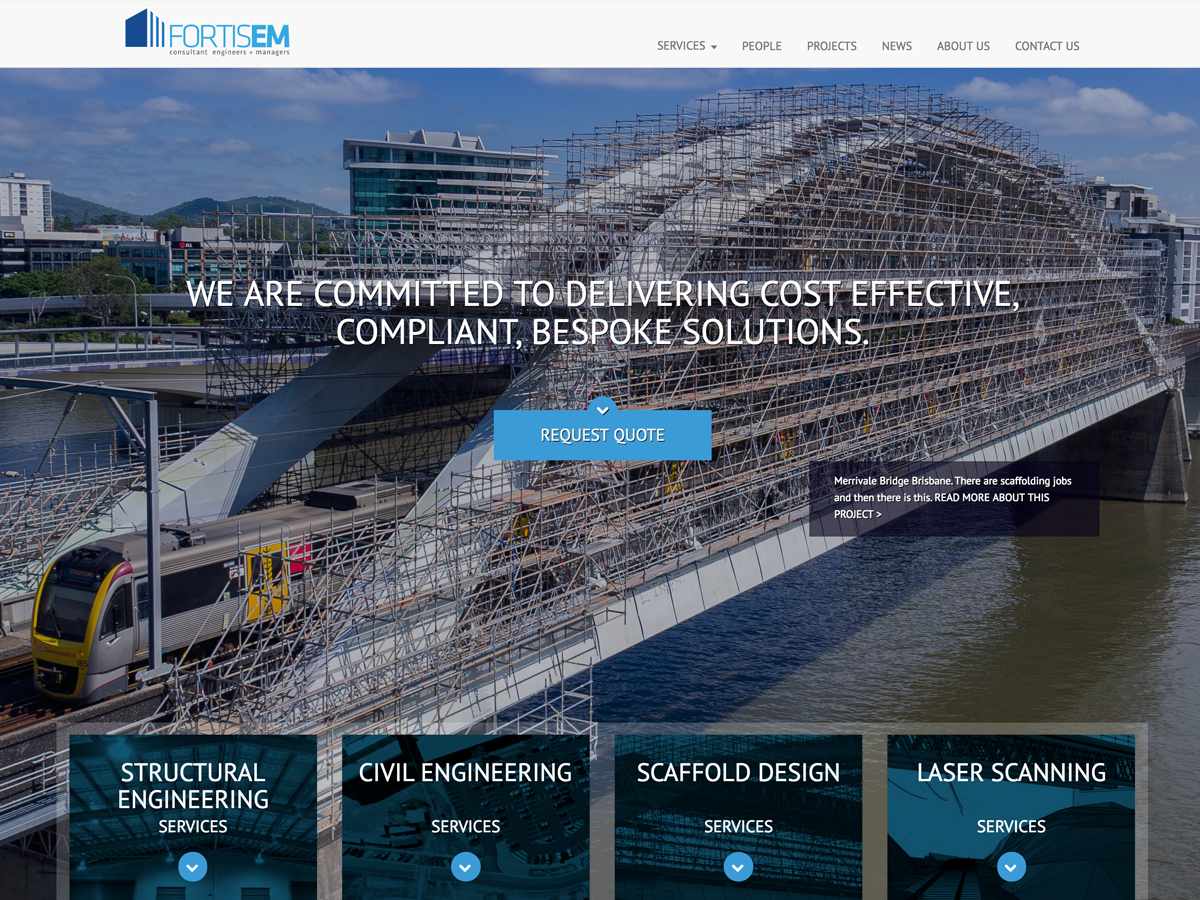 FORTISEM
consultant engineers + managers
SERVICES
PEOPLE
PROJECTS
NEWS
ABOUT US
CONTACT US
WE ARE COMMITTED TO DELIVERING COST EFFECTIVE,
COMPLIANT, BESPOKE SOLUTIONS.
REQUEST QUOTE
Merrivale Bridge Brisbane. There are scaffolding jobs
and then there is this. READ MORE ABOUT THIS
PROJECT >
STRUCTURAL
ENGINEERING
SERVICES
CIVIL ENGINEERING
SERVICES
SCAFFOLD DESIGN
SERVICES
LASER SCANNING
SERVICES